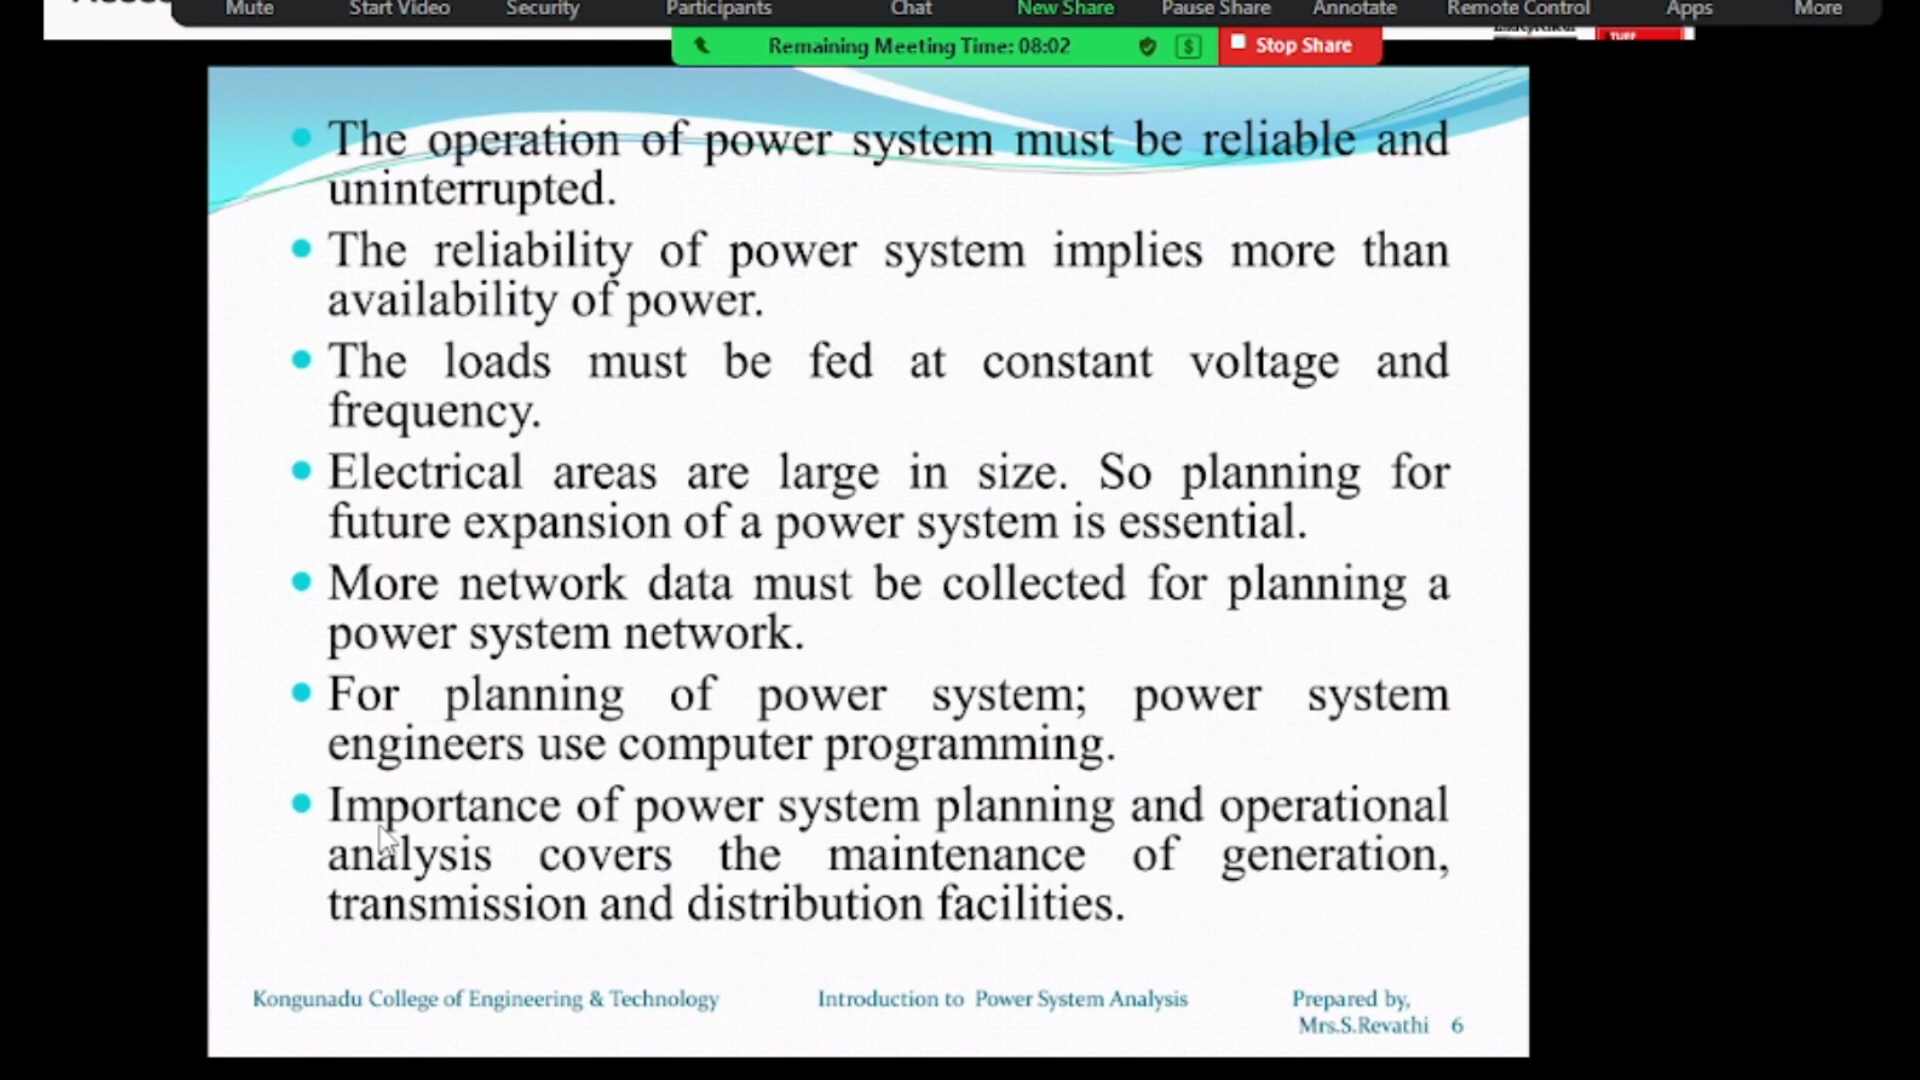 Mute Start Video Security Participants Chat New Share Pause Share Annotate Remote Control Apps More
Remaining Meeting Time: 08:02 $ Stop Share
TUFF
The operation of power system must be reliable and
uninterrupted.
The reliability of power system implies more than
availability of power.
The loads must be fed at constant voltage and
frequency.
Electrical areas are large in size. So planning for
future expansion of a power system is essential.
More network data must be collected for planning a
power system network.
For planning of power system; power system
engineers use computer programming.
Importance of power system planning and operational
analysis covers the maintenance of generation,
transmission and distribution facilities.
Kongunadu College of Engineering & Technology Introduction to Power System Analysis Prepared by,
Mrs.S.Revathi 6